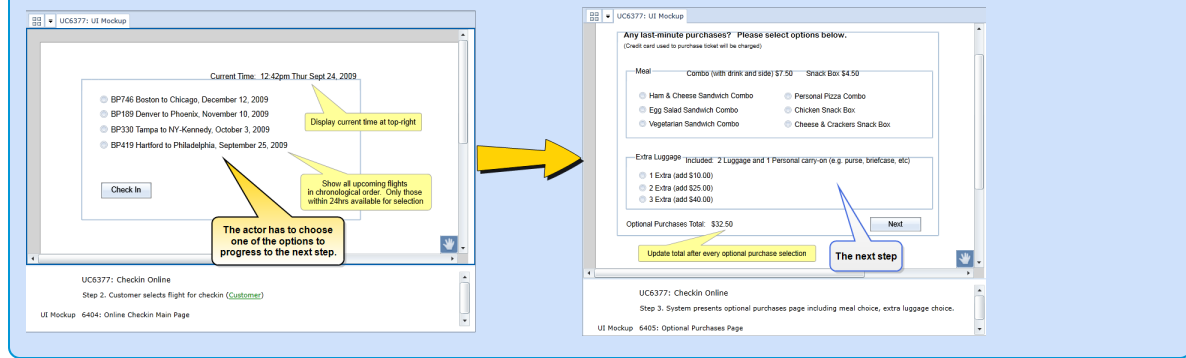 UC6377: UI Mockup
Current Time: 12:42pm Thur Sept 24, 2009
BP746 Boston to Chicago, December 12, 2009
BP189 Denver to Phoenix, November 10, 2009
BP330 Tampa to NY-Kennedy, October 3, 2009
BP419 Hartford to Philadelphia, September 25, 2009
Display current time at top-right
Show all upcoming flights
in chronological order. Only those
within 24hrs available for selection
Check In
The actor has to choose
one of the options to
progress to the next step.
UC6377: Checkin Online
Step 2. Customer selects flight for checkin (Customer)
UI Mockup 6404: Online Checkin Main Page
UC6377: UI Mockup
Any last-minute purchases? Please select options below.
(Credit card used to purchase ticket will be charged)
Meal Combo (with drink and side) $7.50 Snack Box $4.50
Ham & Cheese Sandwich Combo Personal Pizza Combo
Egg Salad Sandwich Combo Chicken Snack Box
Vegetarian Sandwich Combo Cheese & Crackers Snack Box
Extra Luggage Included: 2 Luggage and 1 Personal carry-on (e.g. purse, briefcase, etc)
1 Extra (add $10.00)
2 Extra (add $25.00)
3 Extra (add $40.00)
Optional Purchases Total: $32.50 Next
Update total after every optional purchase selection
The next step
UC6377: Checkin Online
Step 3. System presents optional purchases page including meal choice, extra luggage choice.
UI Mockup 6405: Optional Purchases Page